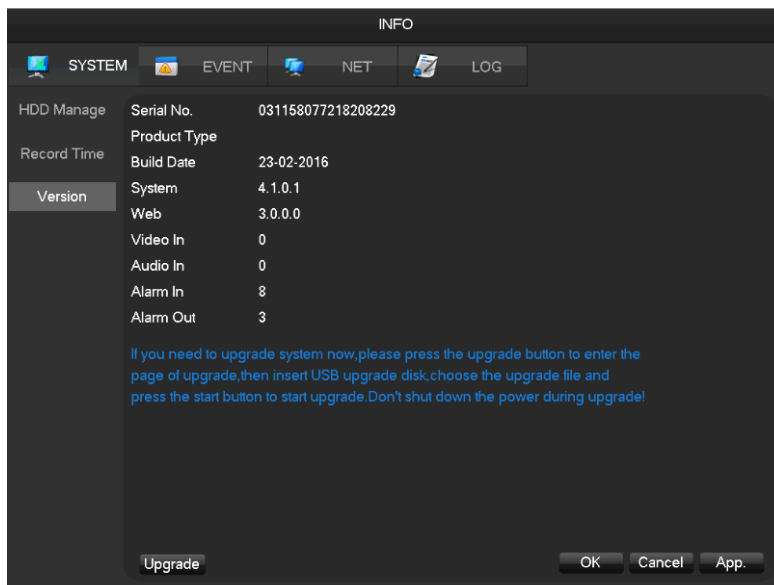 INFO
SYSTEM EVENT NET LOG
HDD Manage
Record Time
Version
Serial No. 031158077218208229
Product Type
Build Date 23-02-2016
System 4.1.0.1
Web 3.0.0.0
Video In 0
Audio In 0
Alarm In 8
Alarm Out 3
If you need to upgrade system now,please press the upgrade button to enter the
page of upgrade,then insert USB upgrade disk,choose the upgrade file and
press the start button to start upgrade.Don't shut down the power during upgrade!
Upgrade OK Cancel App.